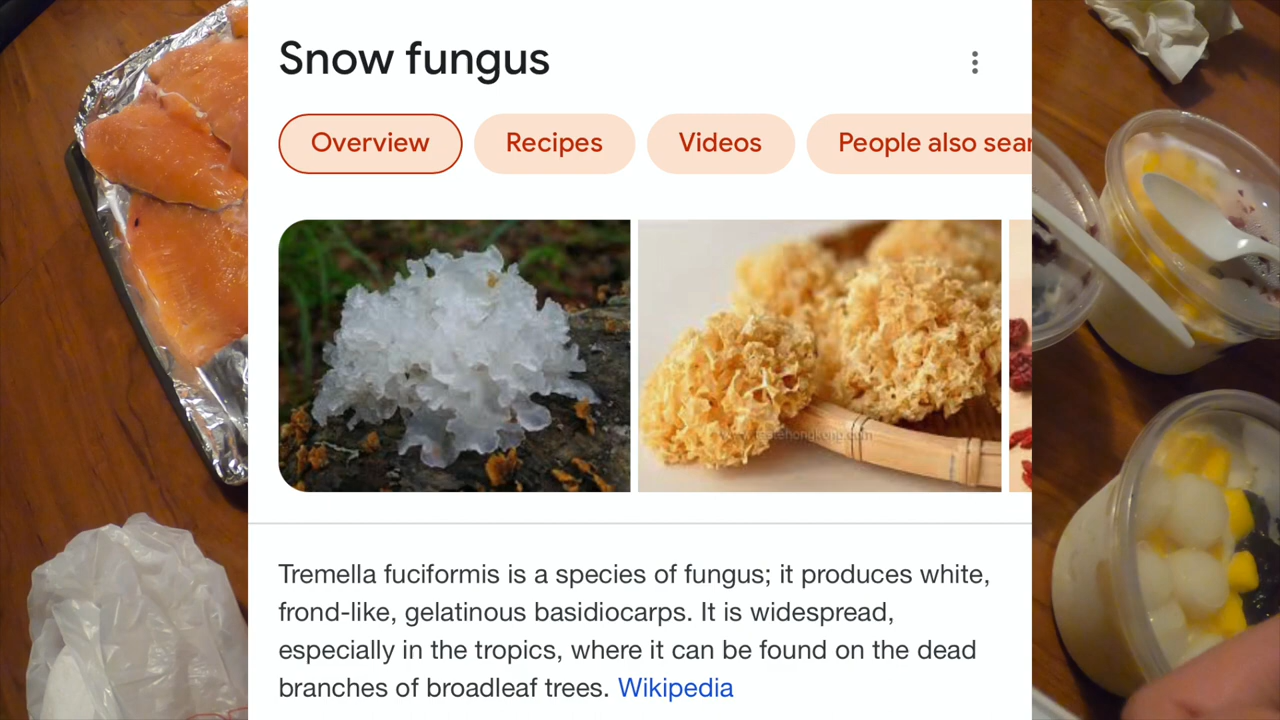 Snow fungus
Overview
Recipes
Videos
People also sear
Tremella fuciformis is a species of fungus; it produces white,
frond-like, gelatinous basidiocarps. It is widespread,
especially in the tropics, where it can be found on the dead
branches of broadleaf trees. Wikipedia